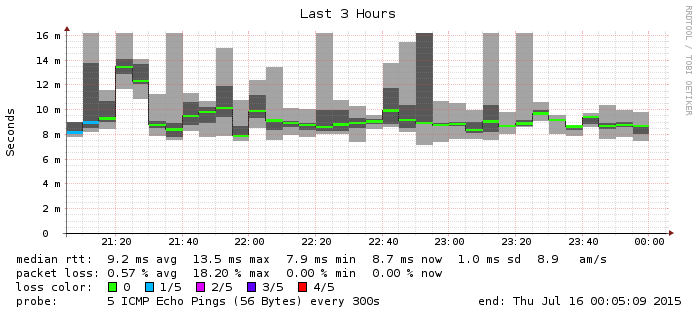 Last 3 Hours
RRDTOOL / TOBI OETIKER
Seconds
16 m
14 m
12 m
10 m
8 m
6 m
4 m
2 m
0
21:20 21:40 22:00 22:20 22:40 23:00 23:20 23:40 00:00
median rtt: 9.2 ms avg 13.5 ms max 7.9 ms min 8.7 ms now 1.0 ms sd 8.9 am/s
packet loss: 0.57 % avg 18.20 % max 0.00 % min 0.00 % now
loss color: 0 1/5 2/5 3/5 4/5
probe: 5 ICMP Echo Pings (56 Bytes) every 300s end: Thu Jul 16 00:05:09 2015